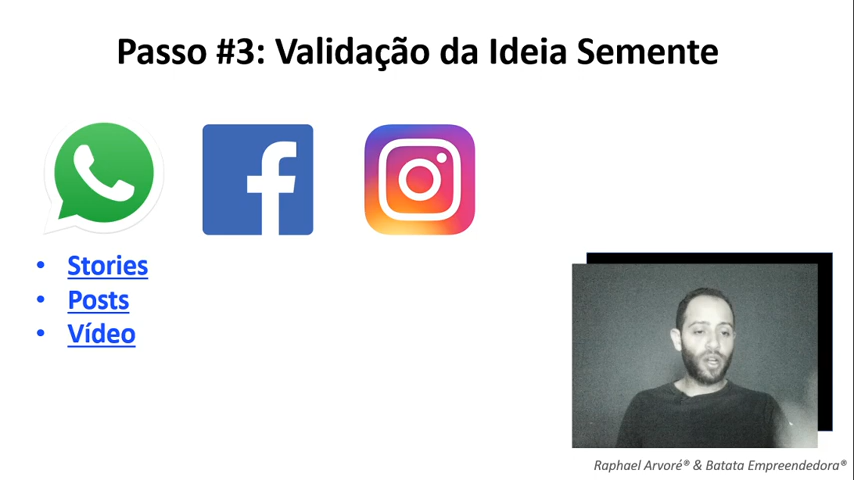 Passo #3: Validação da Ideia Semente
Stories
Posts
Vídeo
Raphael Arvoré® & Batata Empreendedora®